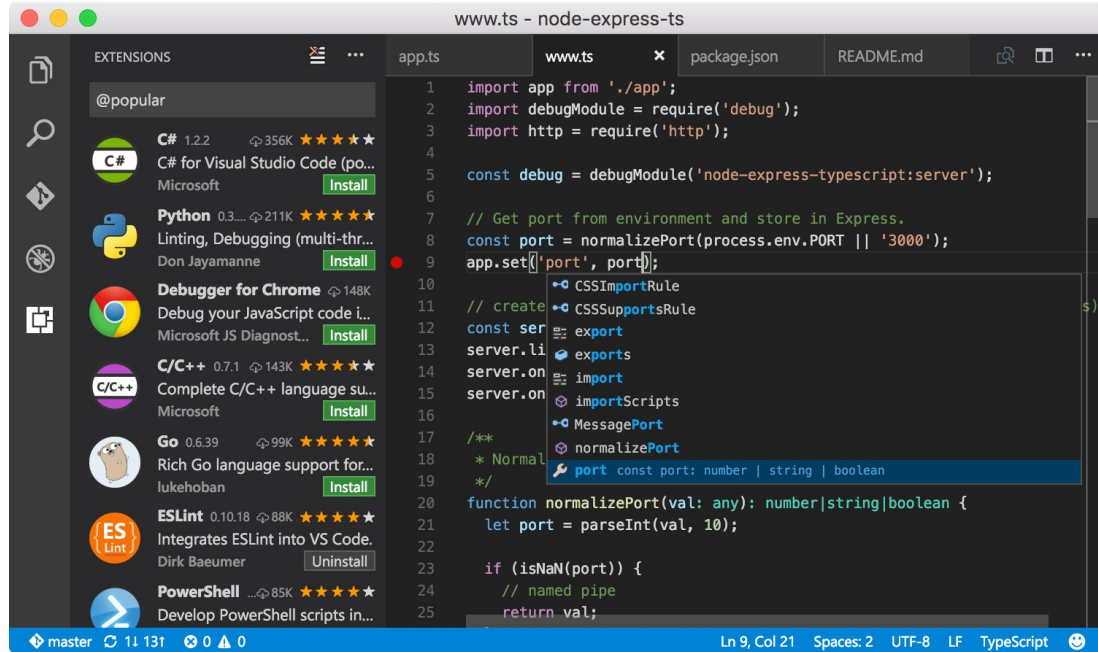 www.ts - node-express-ts
EXTENSIONS
@popular
C# 1.2.2 356K
C# for Visual Studio Code (po...
Microsoft Install
C#
Python 0.3.... 211K
Linting, Debugging (multi-thr...
Don Jayamanne Install
Debugger for Chrome 148K
Debug your JavaScript code i...
Microsoft JS Diagnost... Install
C/C++ 0.7.1 143K
Complete C/C++ language su...
Microsoft Install
C/C++
Go 0.6.39 99K
Rich Go language support for...
lukehoban Install
ESLint 0.10.18 88K
Integrates ESLint into VS Code.
Dirk Baeumer Uninstall
ES
Lint
PowerShell ... 85K
Develop PowerShell scripts in...
app.ts www.ts × package.json README.md
1 import app from './app';
2 import debugModule = require('debug');
3 import http = require('http');
4
5 const debug = debugModule('node-express-typescript:server');
6
7 // Get port from environment and store in Express.
8 const port = normalizePort(process.env.PORT || '3000');
9 app.set('port', port);
10
11 // create s)
12 const ser
13 server.li
14 server.on
15 server.on
16
17 /**
18 * Normal
19 */
20 function normalizePort(val: any): number|string|boolean {
21 let port = parseInt(val, 10);
22
23 if (isNaN(port)) {
24 // named pipe
25 return val;
CSSImportRule
CSSSupportsRule
export
exports
import
importScripts
MessagePort
normalizePort
port const port: number | string | boolean
master 1↓ 13↑ 0 0 Ln 9, Col 21 Spaces: 2 UTF-8 LF TypeScript